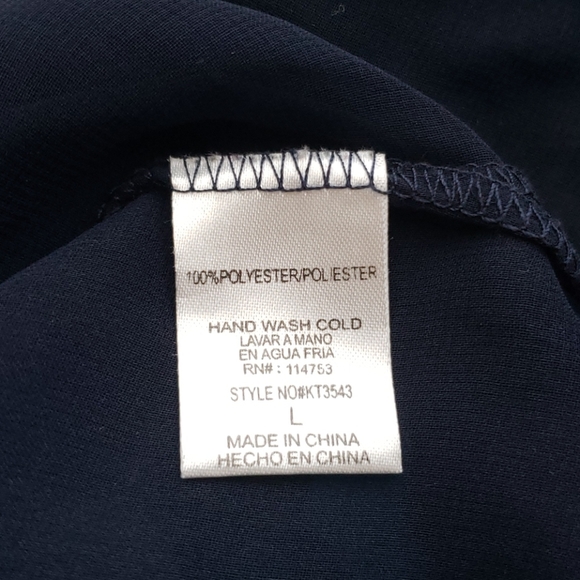 100%POLYESTER/POLIESTER
HAND WASH COLD
LAVAR A MANO
EN AGUA FRIA
RN# : 114753
STYLE NO#KT3543
L
MADE IN CHINA
HECHO EN CHINA